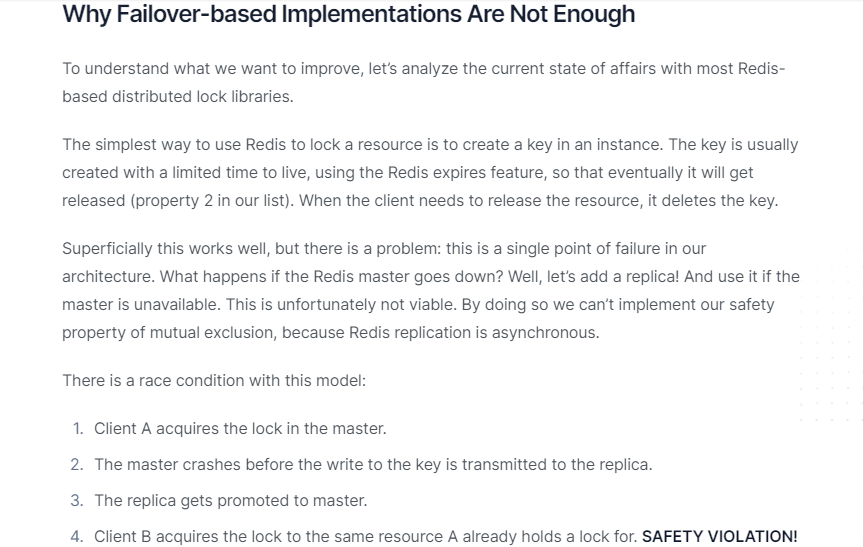 Why Failover-based Implementations Are Not Enough
To understand what we want to improve, let’s analyze the current state of affairs with most Redis-
based distributed lock libraries.
The simplest way to use Redis to lock a resource is to create a key in an instance. The key is usually
created with a limited time to live, using the Redis expires feature, so that eventually it will get
released (property 2 in our list). When the client needs to release the resource, it deletes the key.
Superficially this works well, but there is a problem: this is a single point of failure in our
architecture. What happens if the Redis master goes down? Well, let’s add a replica! And use it if the
master is unavailable. This is unfortunately not viable. By doing so we can’t implement our safety
property of mutual exclusion, because Redis replication is asynchronous.
There is a race condition with this model:
1. Client A acquires the lock in the master.
2. The master crashes before the write to the key is transmitted to the replica.
3. The replica gets promoted to master.
4. Client B acquires the lock to the same resource A already holds a lock for. SAFETY VIOLATION!